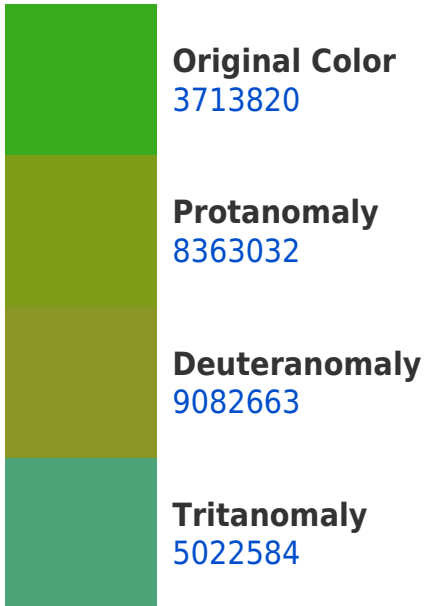 Original Color
3713820
Protanomaly
8363032
Deuteranomaly
9082663
Tritanomaly
5022584